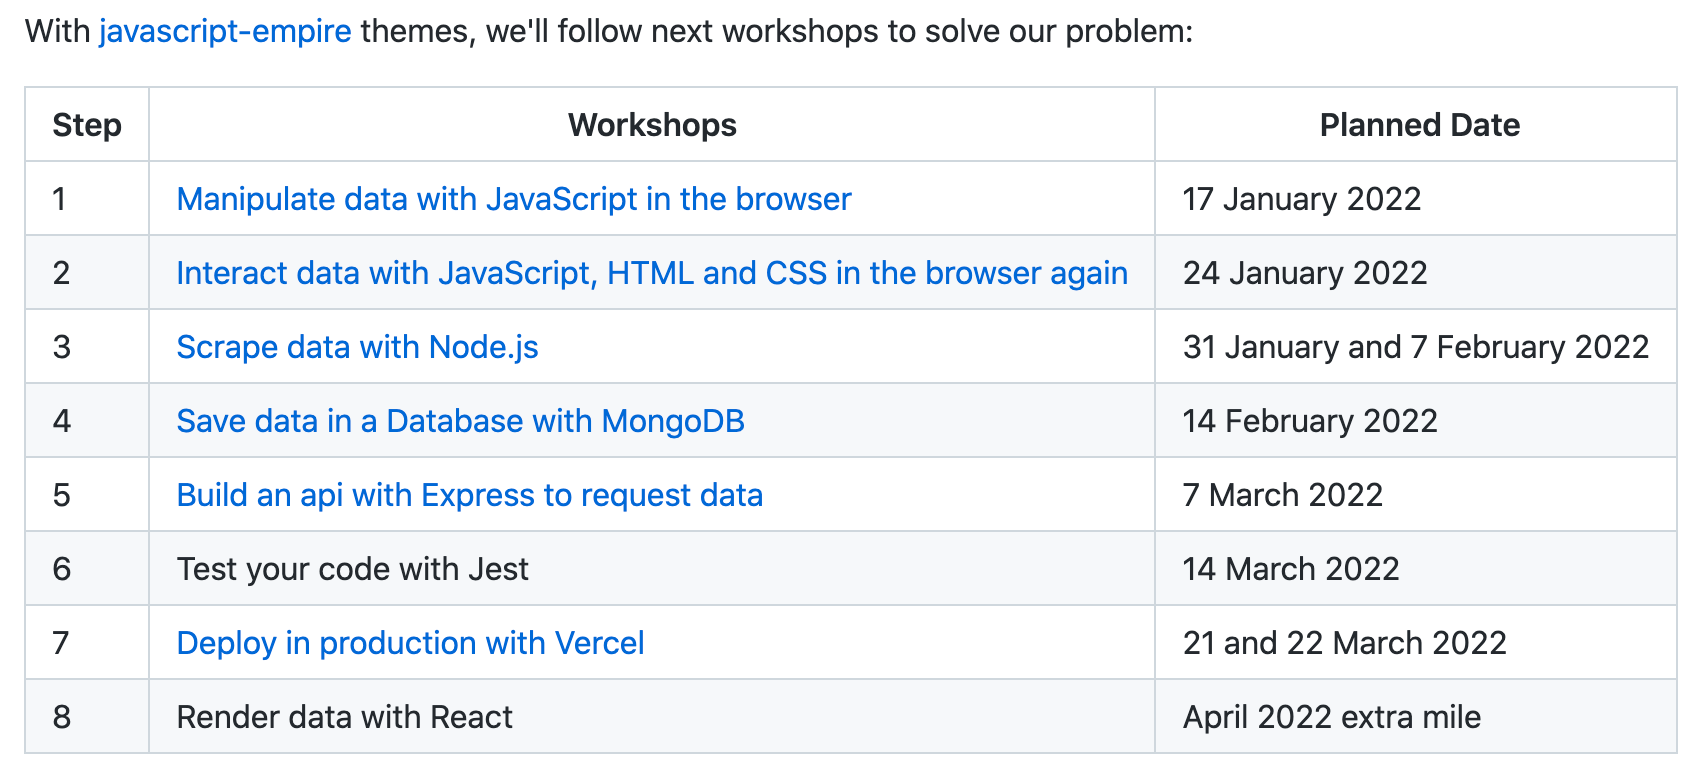 With javascript-empire themes, we'll follow next workshops to solve our problem:
Step Workshops Planned Date
1 Manipulate data with JavaScript in the browser 17 January 2022
2 Interact data with JavaScript, HTML and CSS in the browser again 24 January 2022
3 Scrape data with Node.js 31 January and 7 February 2022
4 Save data in a Database with MongoDB 14 February 2022
5 Build an api with Express to request data 7 March 2022
6 Test your code with Jest 14 March 2022
7 Deploy in production with Vercel 21 and 22 March 2022
8 Render data with React April 2022 extra mile